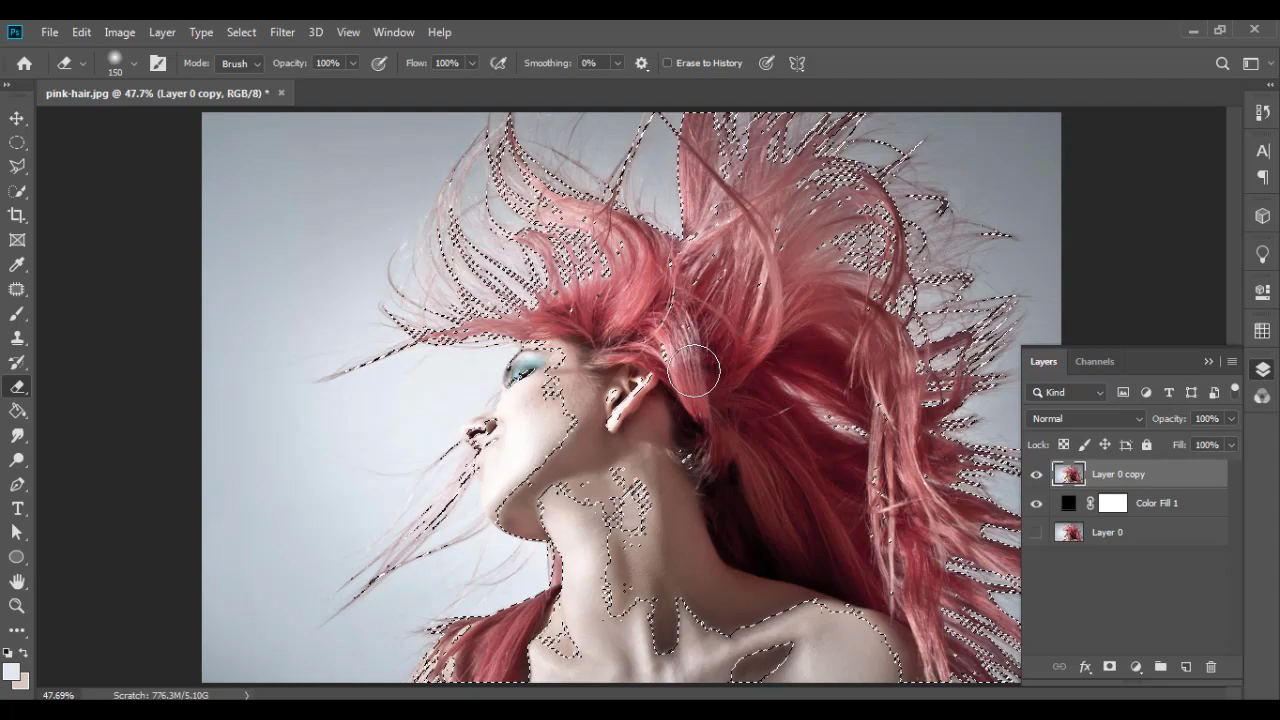 Ps File Edit Image Layer Type Select Filter 3D View Window Help
150 Mode: Brush Opacity: 100% Flow: 100% Smoothing: 0% Erase to History
pink-hair.jpg @ 47.7% (Layer 0 copy, RGB/8) *
Layers Channels
Kind
Normal Opacity: 100%
Lock: Fill: 100%
Layer 0 copy
Color Fill 1
Layer 0
fx
47.69% Scratch: 776.3M/5.10G